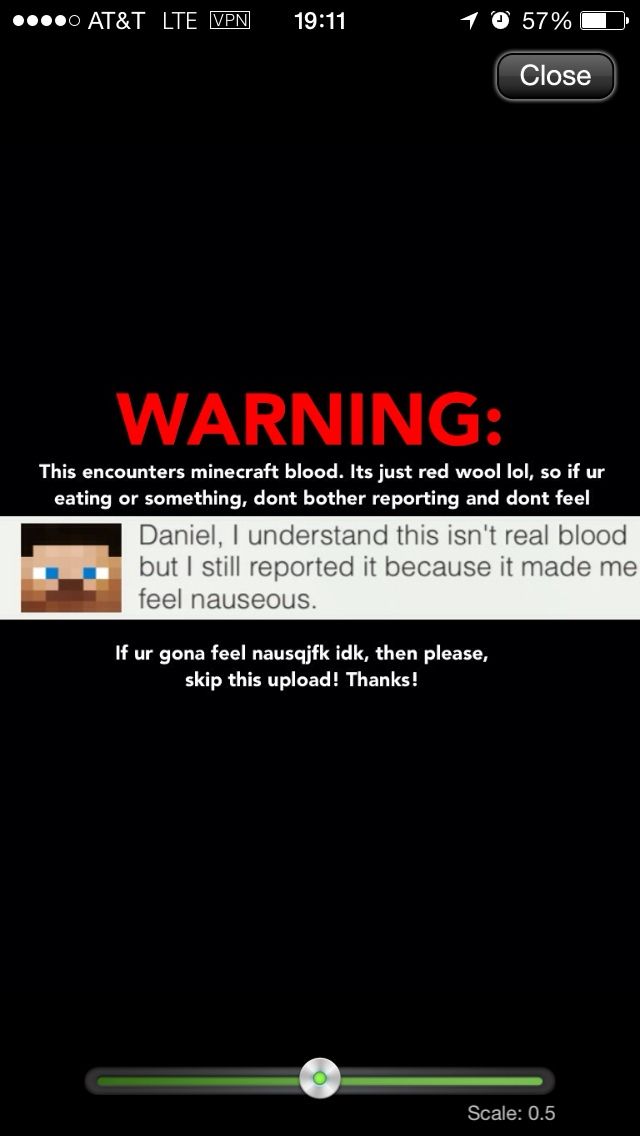 AT&T LTE VPN 19:11 57%
Close
WARNING:
This encounters minecraft blood. Its just red wool lol, so if ur
eating or something, dont bother reporting and dont feel
Daniel, I understand this isn't real blood
but I still reported it because it made me
feel nauseous.
If ur gona feel nausqjfk idk, then please,
skip this upload! Thanks!
Scale: 0.5